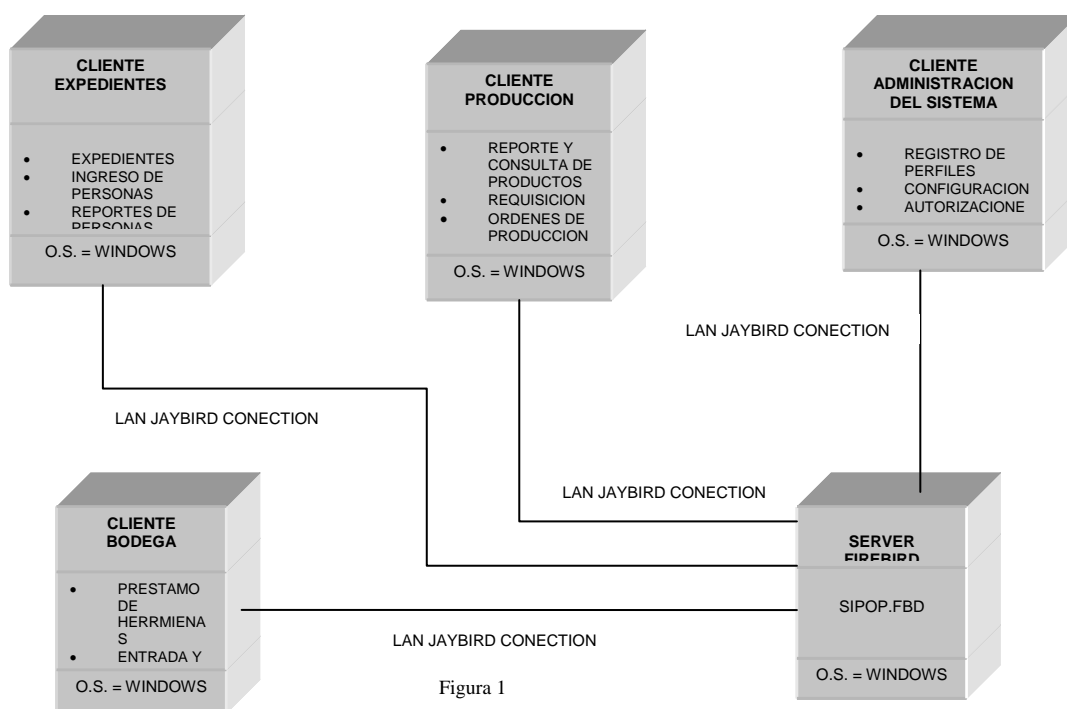 CLIENTE
EXPEDIENTES
• EXPEDIENTES
• INGRESO DE
PERSONAS
• REPORTES DE
PERSONAS
O.S. = WINDOWS
CLIENTE
PRODUCCION
• REPORTE Y
CONSULTA DE
PRODUCTOS
• REQUISICION
• ORDENES DE
PRODUCCION
O.S. = WINDOWS
CLIENTE
ADMINISTRACION
DEL SISTEMA
• REGISTRO DE
PERFILES
• CONFIGURACION
• AUTORIZACIONE
O.S. = WINDOWS
LAN JAYBIRD CONECTION
LAN JAYBIRD CONECTION
LAN JAYBIRD CONECTION
CLIENTE
BODEGA
• PRESTAMO
DE
HERRMIENA
S
• ENTRADA Y
O.S. = WINDOWS
LAN JAYBIRD CONECTION
SERVER
FIREBIRD
SIPOP.FBD
O.S. = WINDOWS
Figura 1